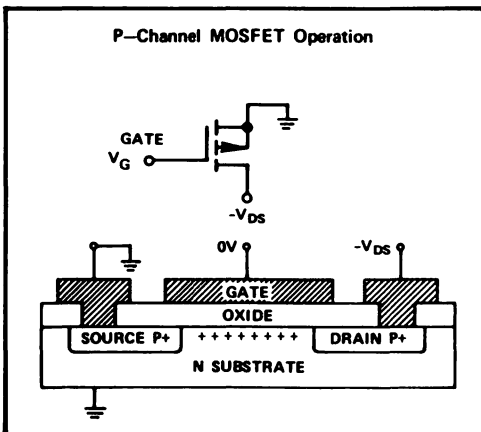 P–Channel MOSFET Operation
GATE
VG
-VDS
0V
-VDS
GATE
OXIDE
SOURCE P+
+ + + + + + + +
DRAIN P+
N SUBSTRATE